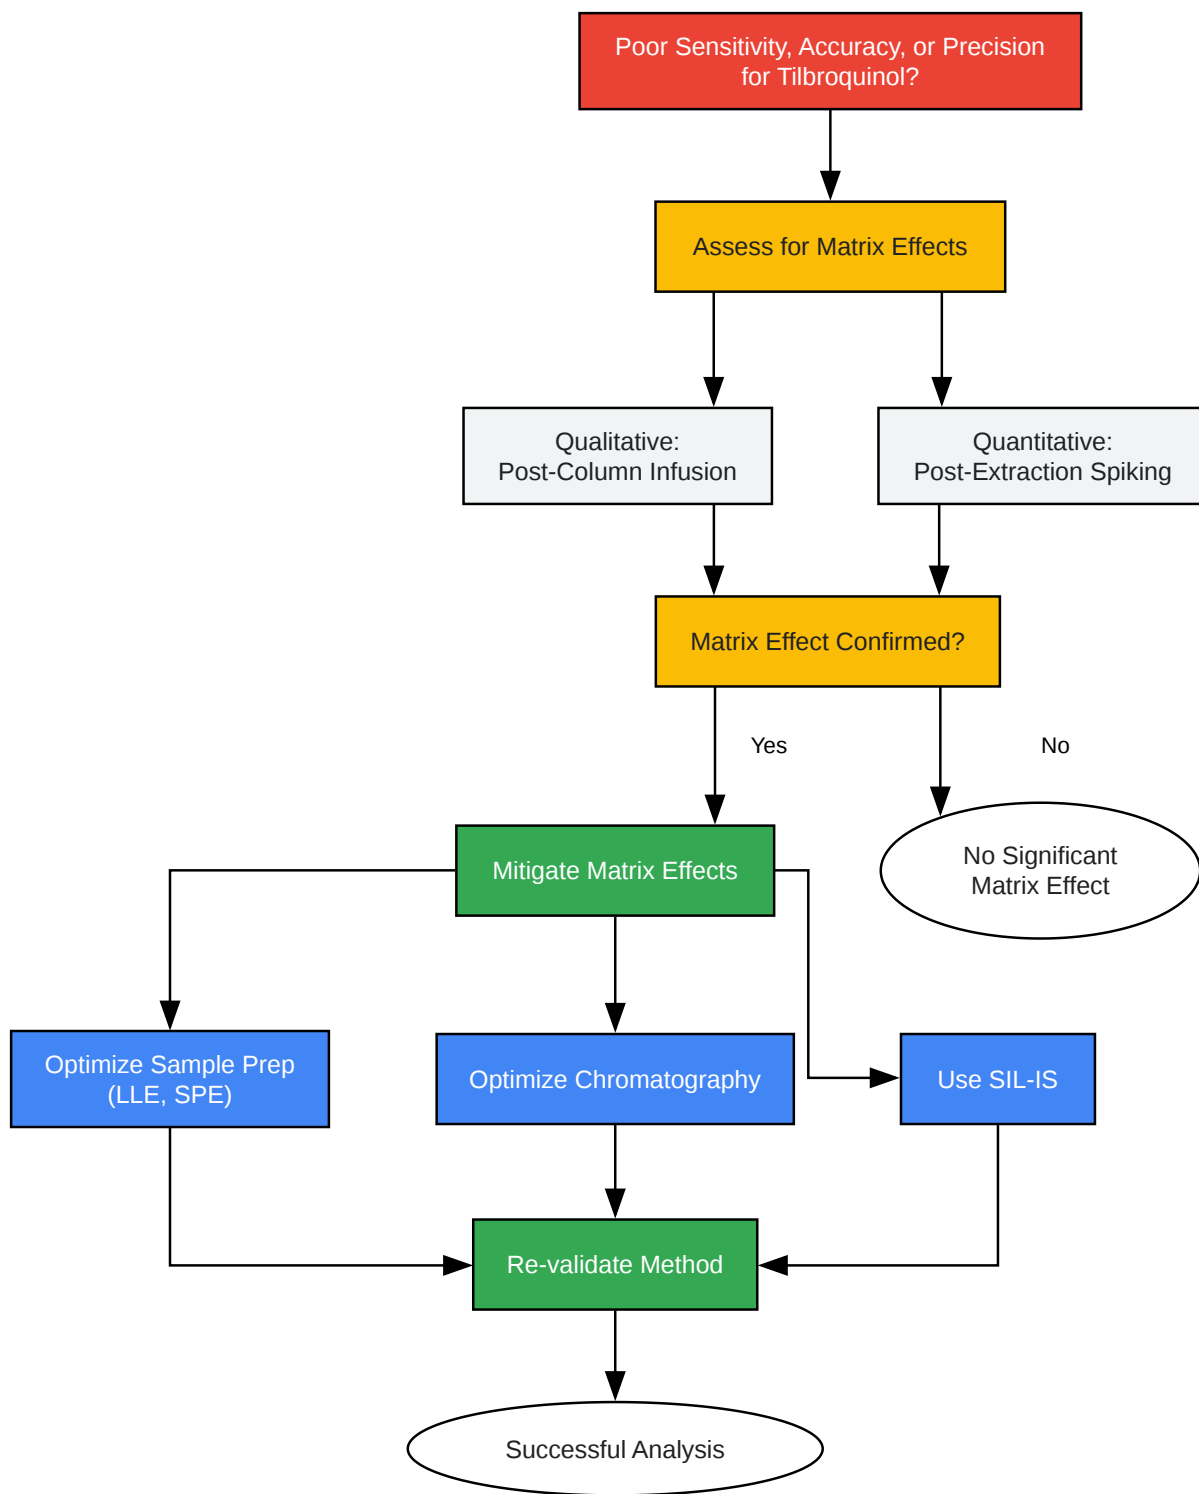 Poor Sensitivity, Accuracy, or Precision
for Tilbroquinol?
Assess for Matrix Effects
Qualitative:
Post-Column Infusion
Quantitative:
Post-Extraction Spiking
Matrix Effect Confirmed?
Yes
No
Mitigate Matrix Effects
No Significant
Matrix Effect
Optimize Sample Prep
(LLE, SPE)
Optimize Chromatography
Use SIL-IS
Re-validate Method
Successful Analysis